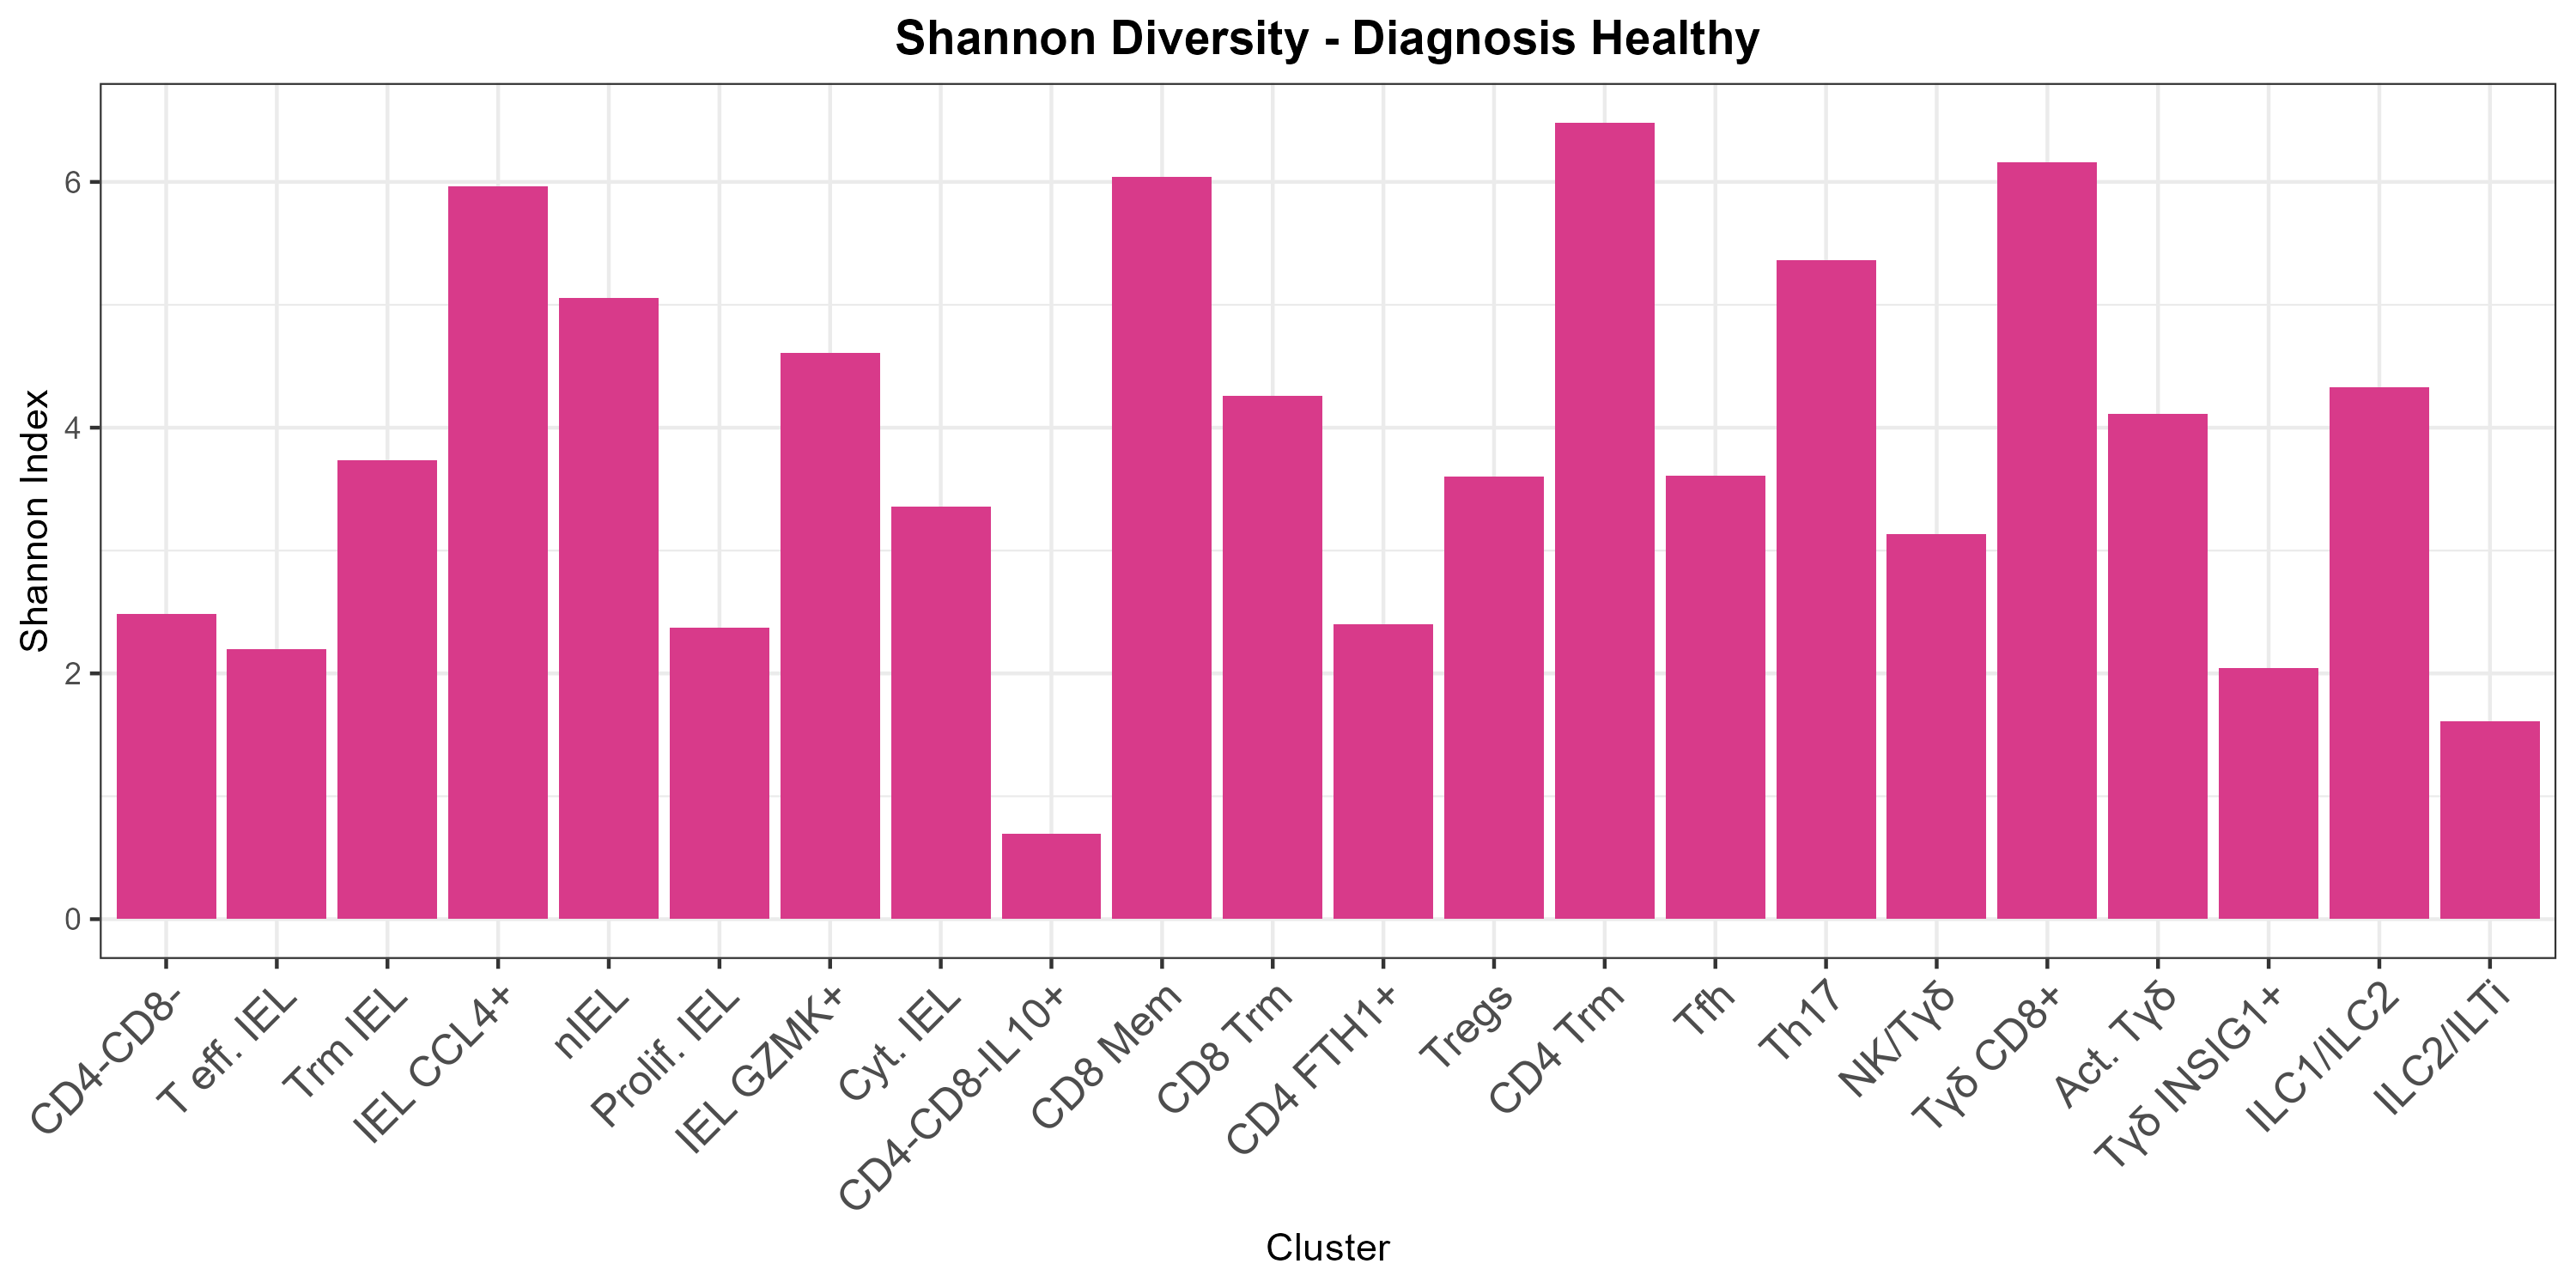 Shannon Diversity - Diagnosis Healthy
Shannon Index
6
4
2
0
CD4-CD8-
T eff. IEL
Trm IEL
IEL CCL4+
nIEL
Prolif. IEL
IEL GZMK+
Cyt. IEL
CD4-CD8-IL10+
CD8 Mem
CD8 Trm
CD4 FTH1+
Tregs
CD4 Trm
Tfh
Th17
NK/Tγδ
Tγδ CD8+
Act. Tγδ
Tγδ INSIG1+
ILC1/ILC2
ILC2/ILTi
Cluster